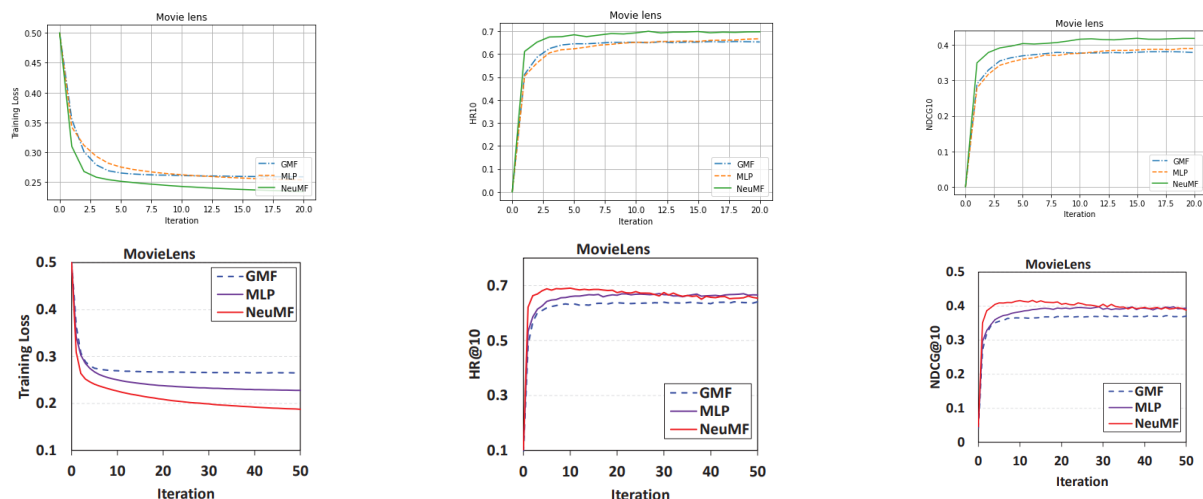 Movie lens
Training Loss
0.50
0.45
0.40
0.35
0.30
0.25
GMF
MLP
NeuMF
0.0 2.5 5.0 7.5 10.0 12.5 15.0 17.5 20.0
Iteration
Movie lens
HR10
0.7
0.6
0.5
0.4
0.3
0.2
0.1
0.0
GMF
MLP
NeuMF
0.0 2.5 5.0 7.5 10.0 12.5 15.0 17.5 20.0
Iteration
Movie lens
NDCG10
0.4
0.3
0.2
0.1
0.0
GMF
MLP
NeuMF
0.0 2.5 5.0 7.5 10.0 12.5 15.0 17.5 20.0
Iteration
MovieLens
Training Loss
0.5
0.4
0.3
0.2
0.1
GMF
MLP
NeuMF
0 10 20 30 40 50
Iteration
MovieLens
HR@10
0.7
0.5
0.3
0.1
GMF
MLP
NeuMF
0 10 20 30 40 50
Iteration
MovieLens
NDCG@10
0.5
0.4
0.3
0.2
0.1
0
GMF
MLP
NeuMF
0 10 20 30 40 50
Iteration